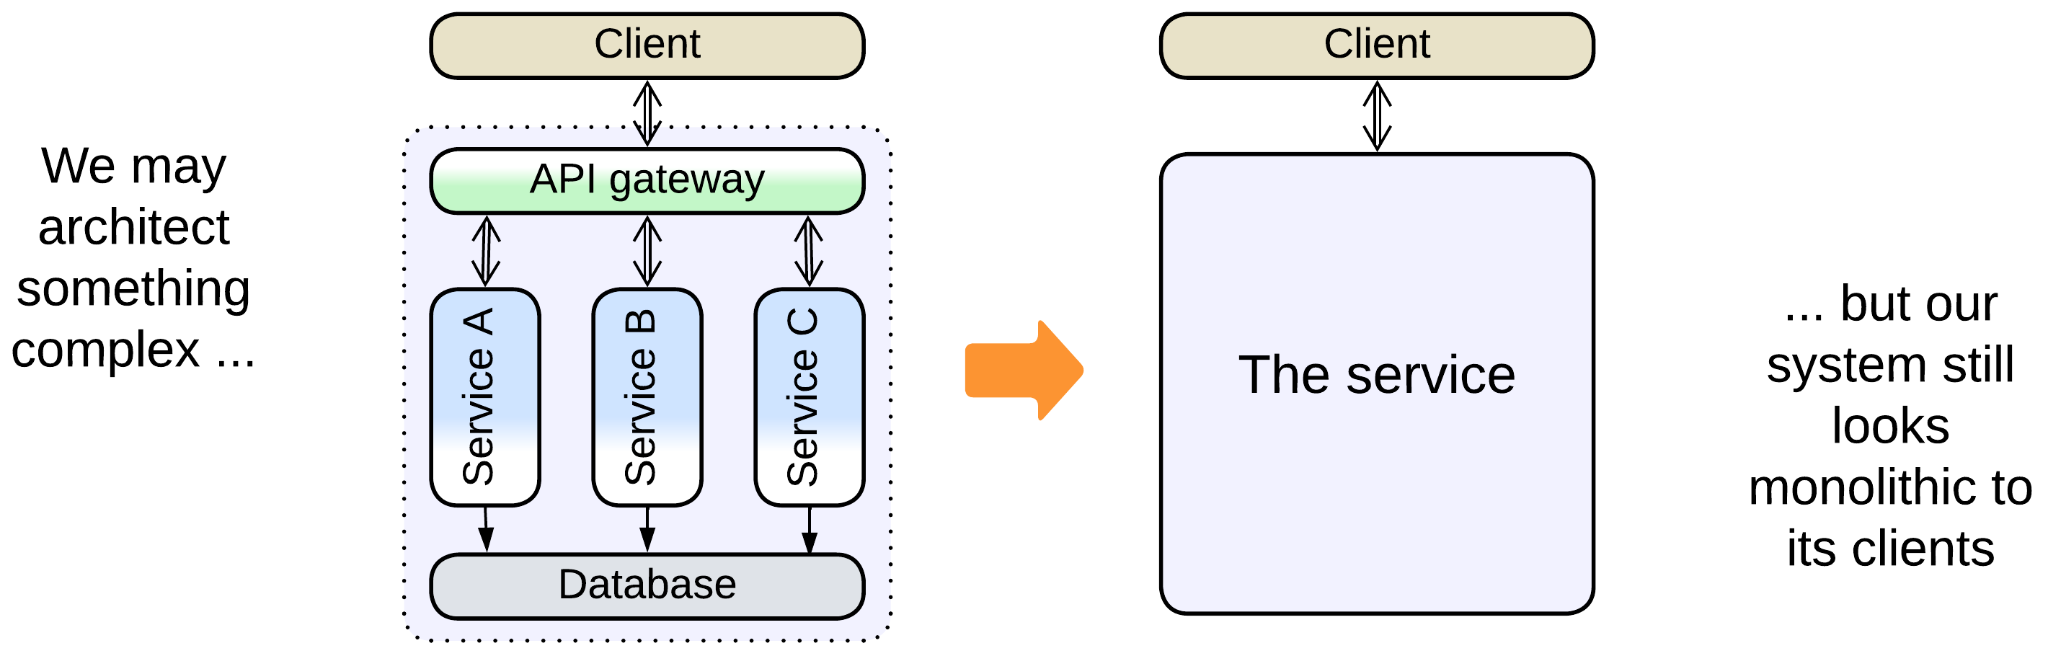 We may
architect
something
complex ...
Client
API gateway
Service A
Service B
Service C
Database
Client
The service
... but our
system still
looks
monolithic to
its clients